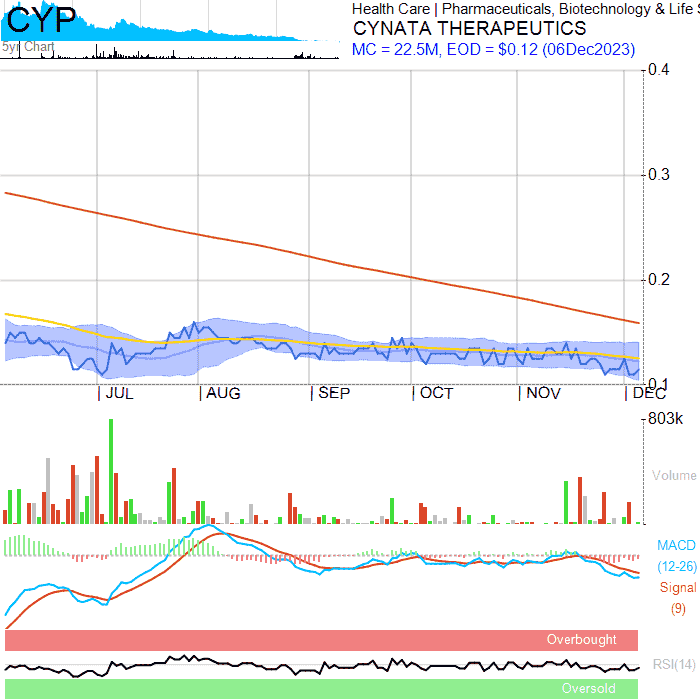 CYP
5yr Chart
Health Care | Pharmaceuticals, Biotechnology & Life S
CYNATA THERAPEUTICS
MC = 22.5M, EOD = $0.12 (06Dec2023)
0.4
0.3
0.2
0.1
| JUL | AUG | SEP | OCT | NOV | DEC
803k
Volume
MACD
(12-26)
Signal
(9)
Overbought
RSI(14)
Oversold